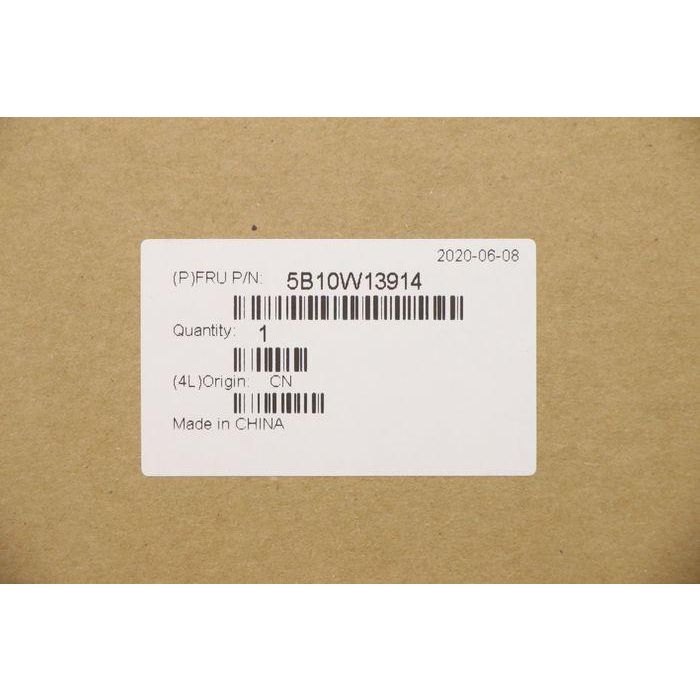 2020-06-08
(P)FRU P/N: 5B10W13914
Quantity: 1
(4L)Origin: CN
Made in CHINA